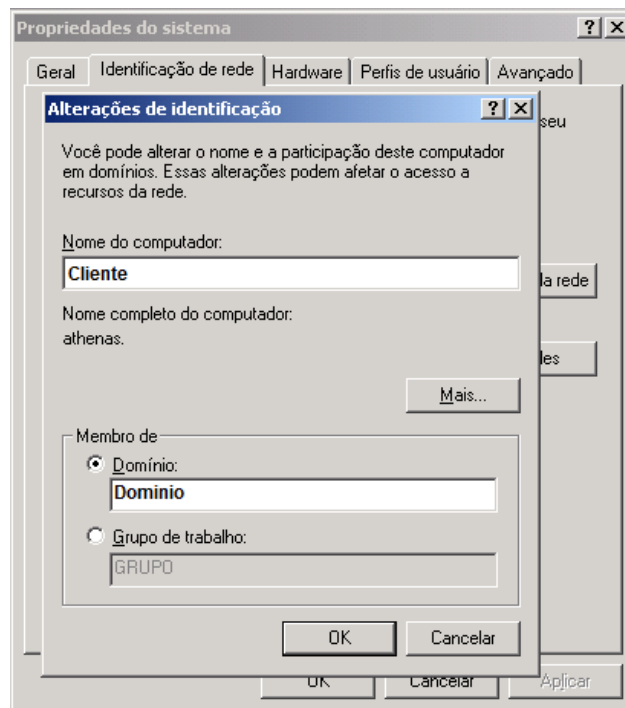 Propriedades do sistema
Geral Identificação de rede Hardware Perfis de usuário Avançado
Alterações de identificação
seu
Você pode alterar o nome e a participação deste computador
em domínios. Essas alterações podem afetar o acesso a
recursos da rede.
Nome do computador:
Cliente
la rede
Nome completo do computador:
athenas.
Mais...
Membro de
Domínio:
Dominio
Grupo de trabalho:
GRUPO
OK Cancelar
OK Cancelar Aplicar